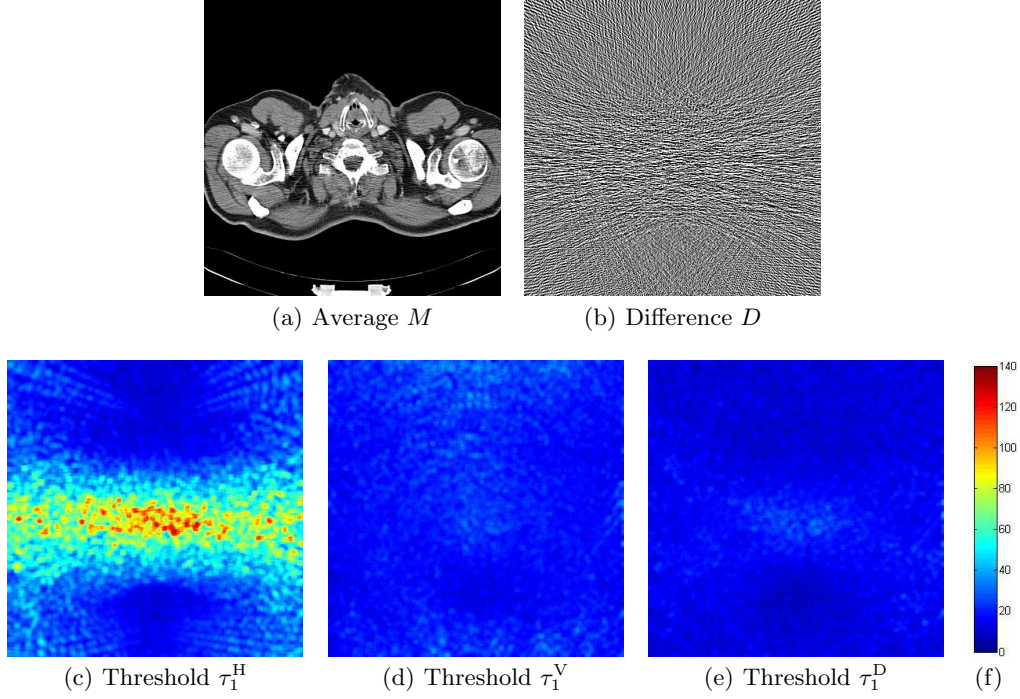 (a) Average M
(b) Difference D
140
120
100
80
60
40
20
0
(c) Threshold τ₁ᴴ
(d) Threshold τ₁ⱽ
(e) Threshold τ₁ᴰ
(f)